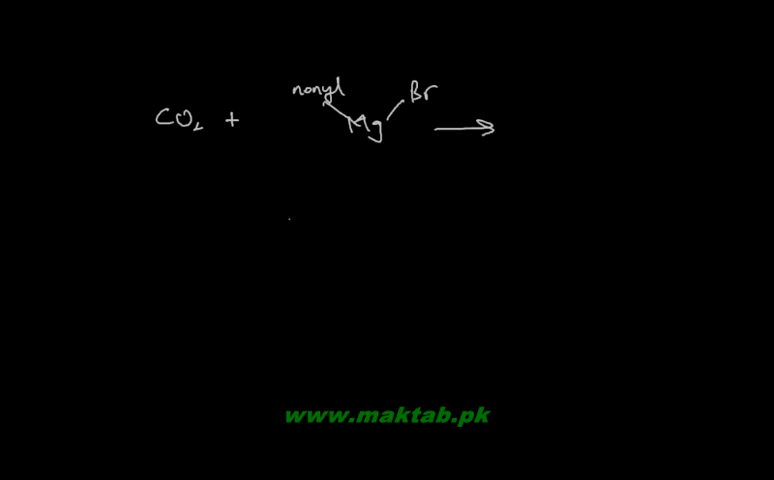 nonyl Br
CO₂ + Mg →
www.maktab.pk